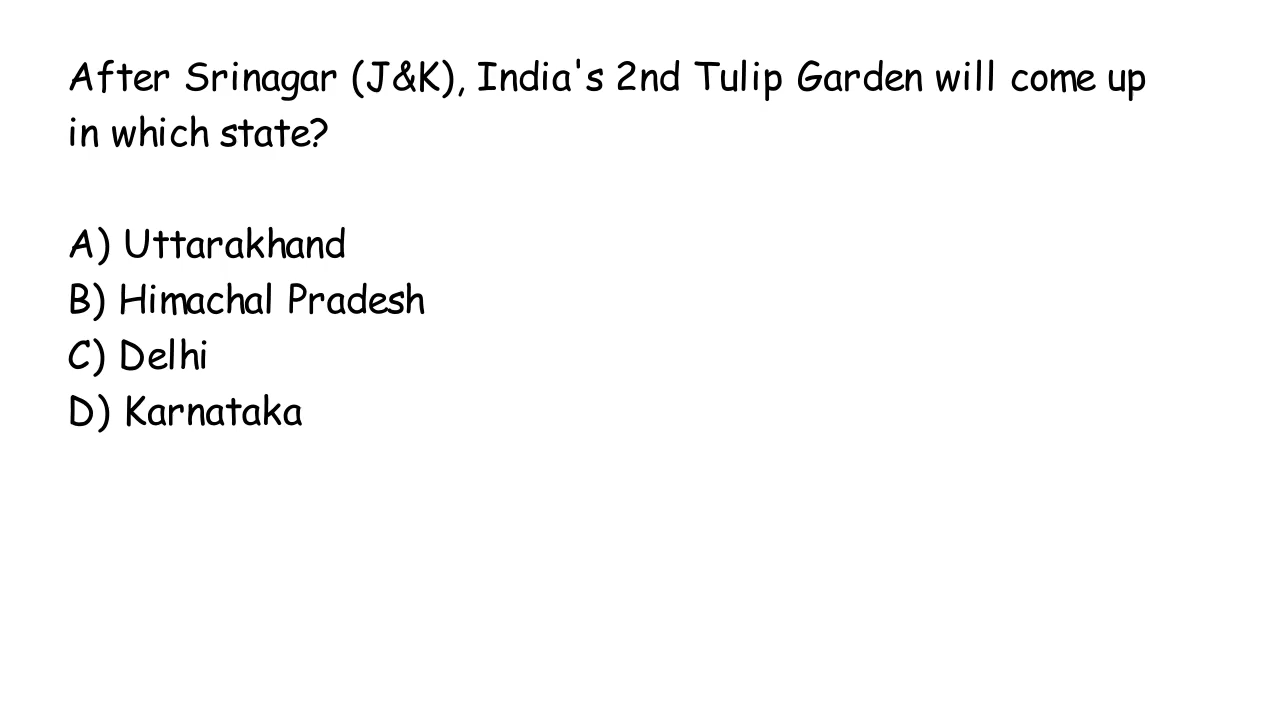 After Srinagar (J&K), India's 2nd Tulip Garden will come up
in which state?
A) Uttarakhand
B) Himachal Pradesh
C) Delhi
D) Karnataka